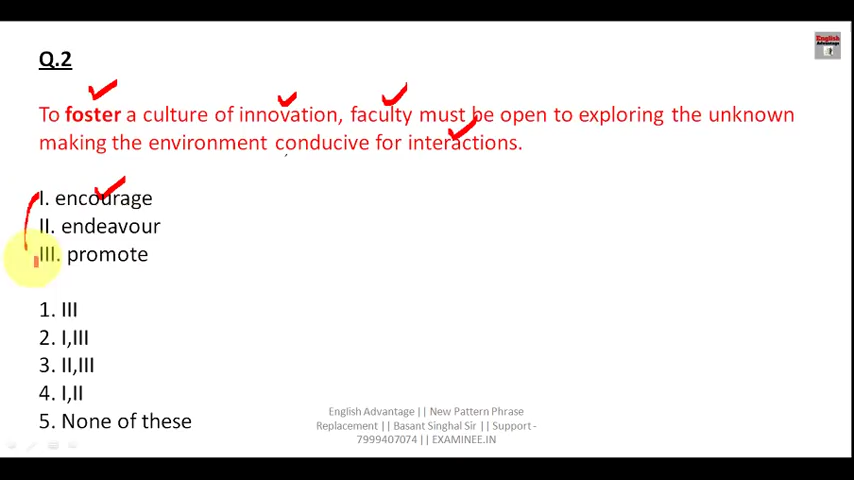 Q.2
English
Advantage
To foster a culture of innovation, faculty must be open to exploring the unknown
making the environment conducive for interactions.
I. encourage
II. endeavour
III. promote
1. III
2. I,III
3. II,III
4. I,II
5. None of these
English Advantage || New Pattern Phrase
Replacement || Basant Singhal Sir || Support -
7999407074 || EXAMINEE.IN